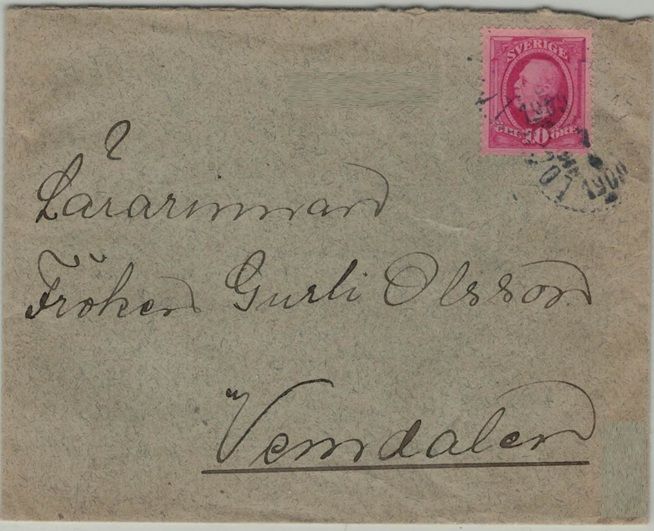 SVERIGE
10 ÖRE
Lärarinnan
Fröken Gurli Olsson
Vemdalen